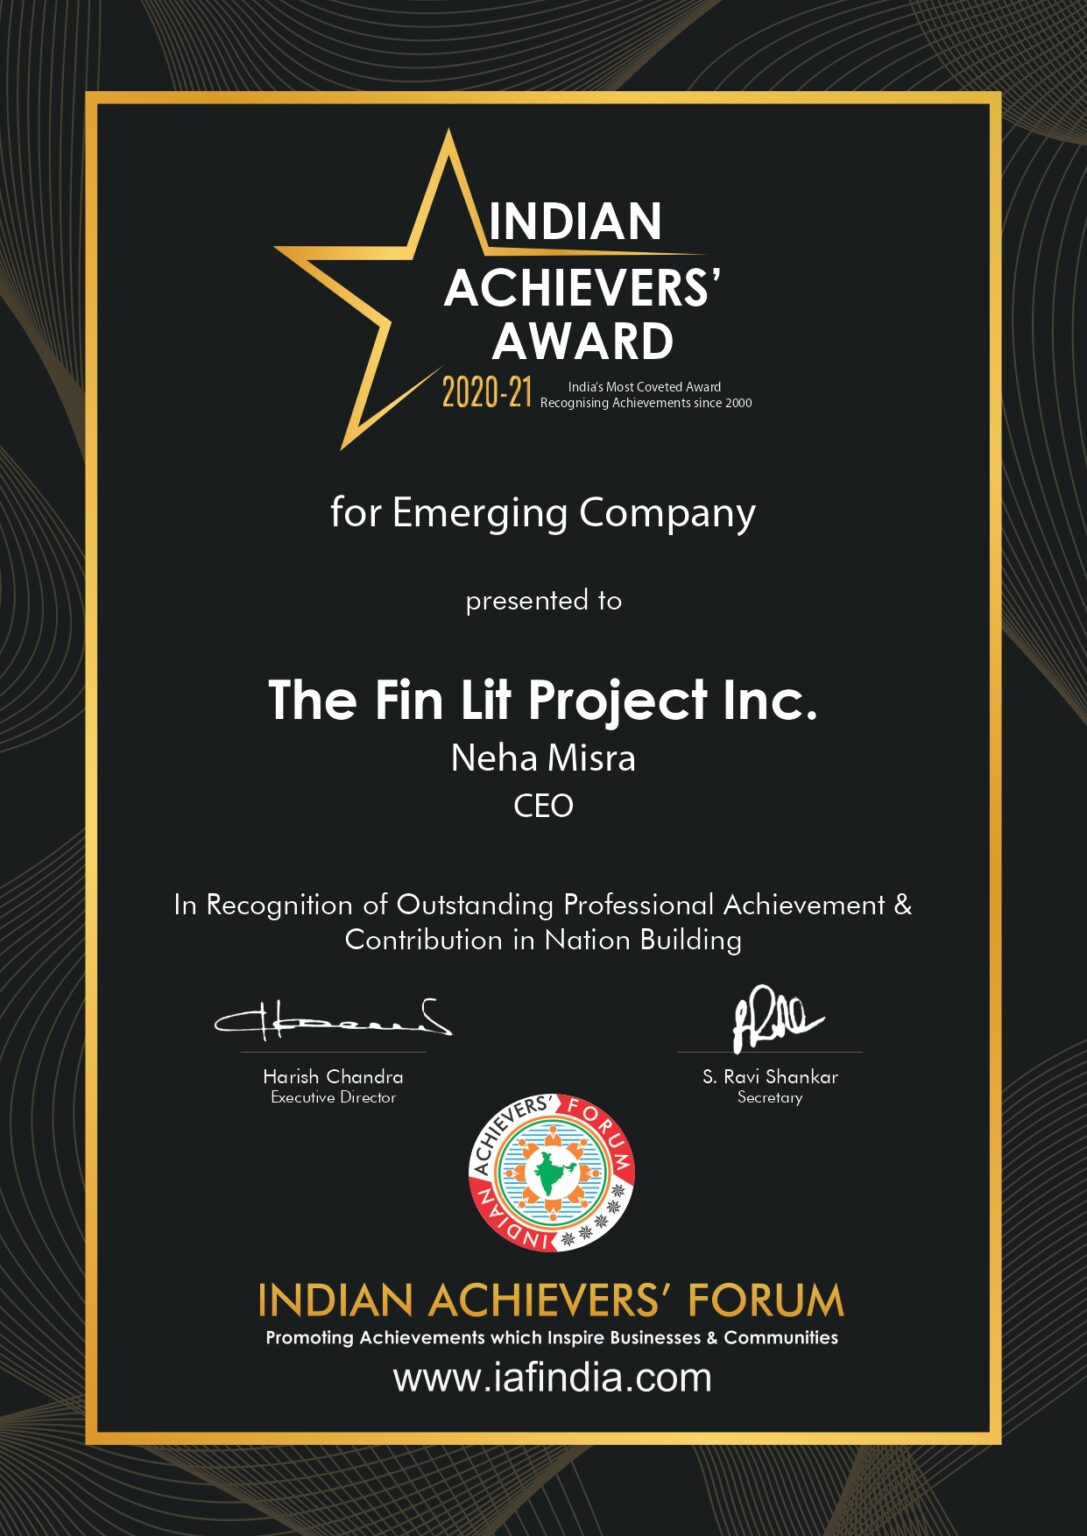 INDIAN
ACHIEVERS’
AWARD
2020-21
India's Most Coveted Award
Recognising Achievements since 2000
for Emerging Company
presented to
The Fin Lit Project Inc.
Neha Misra
CEO
In Recognition of Outstanding Professional Achievement &
Contribution in Nation Building
Harish Chandra
Executive Director
S. Ravi Shankar
Secretary
INDIAN ACHIEVERS’ FORUM
INDIAN ACHIEVERS’ FORUM
Promoting Achievements which Inspire Businesses & Communities
www.iafindia.com